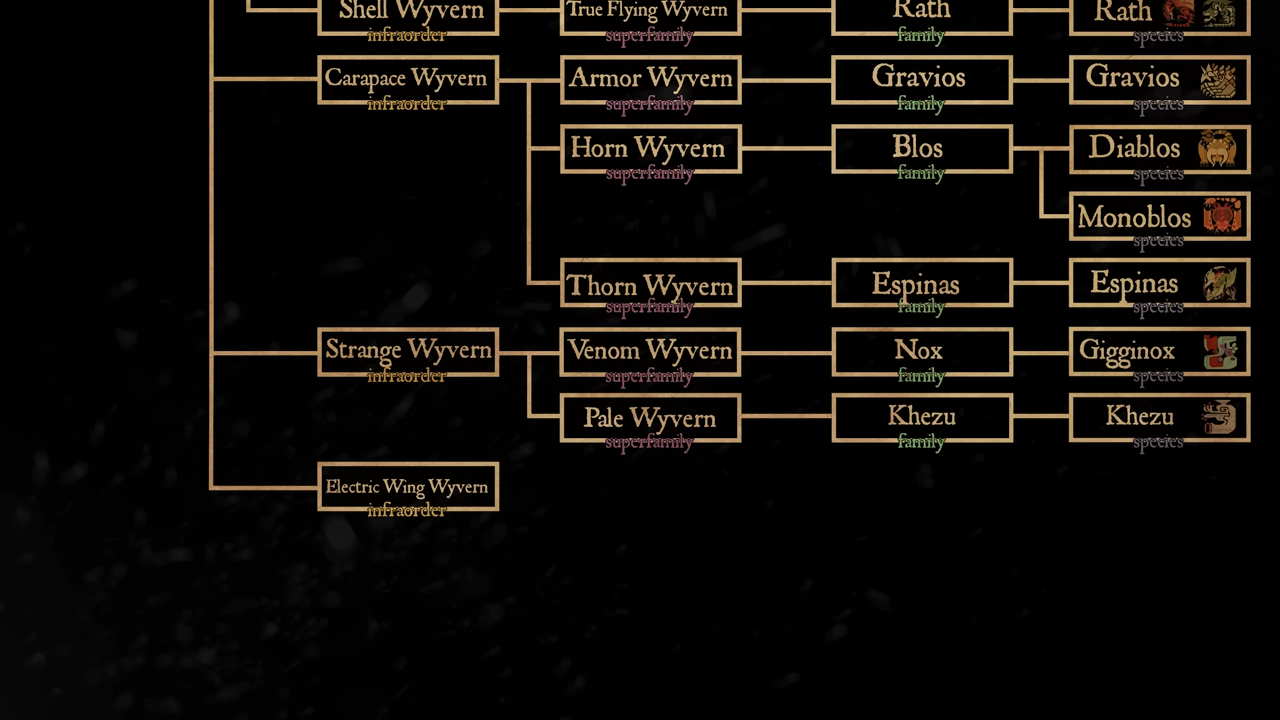 Shell Wyvern True Flying Wyvern Rath Rath
infraorder superfamily family species
Carapace Wyvern Armor Wyvern Gravios Gravios
infraorder superfamily family species
Horn Wyvern Blos Diablos
superfamily family species
Monoblos
species
Thorn Wyvern Espinas Espinas
superfamily family species
Strange Wyvern Venom Wyvern Nox Gigginox
infraorder superfamily family species
Pale Wyvern Khezu Khezu
superfamily family species
Electric Wing Wyvern
infraorder